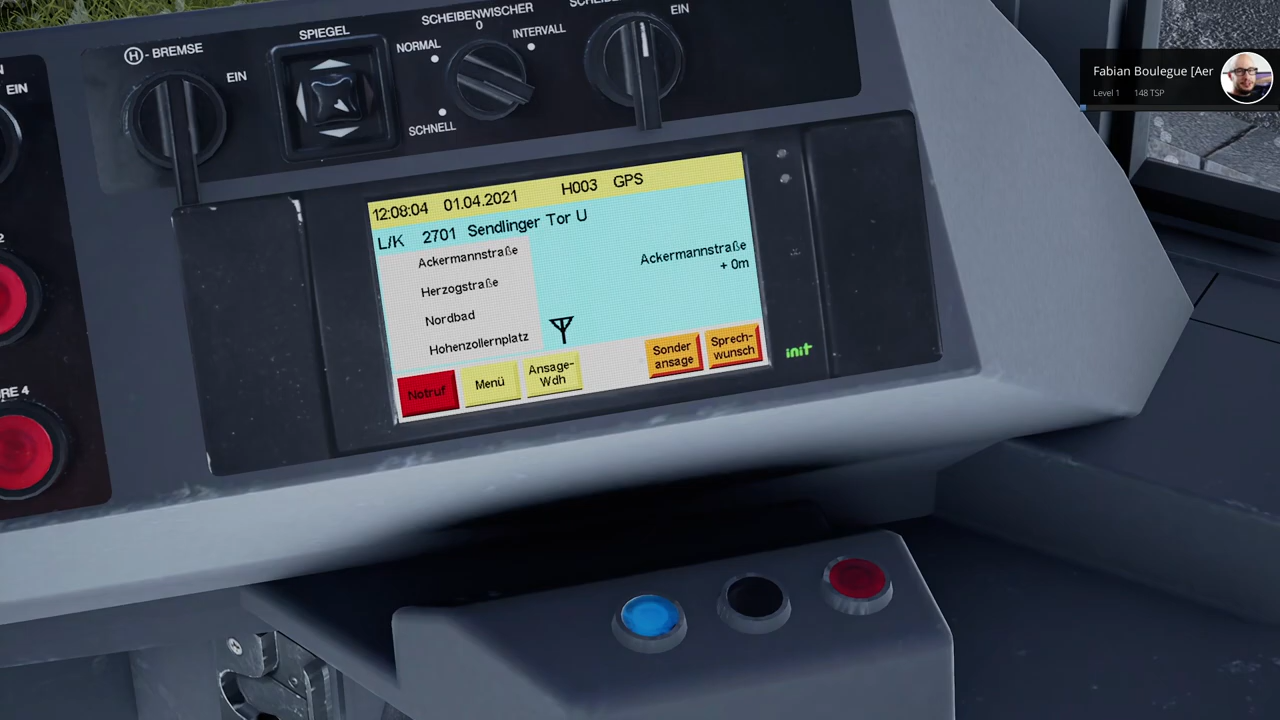 SCHEIBENWISCHER
0
EIN
SPIEGEL
NORMAL
INTERVALL
H - BREMSE
EIN
EIN
SCHNELL
Fabian Boulegue [Aer
Level 1 148 TSP
12:08:04 01.04.2021 H003 GPS
L/K 2701 Sendlinger Tor U
Ackermannstraße
Herzogstraße
Nordbad
Hohenzollernplatz
Ackermannstraße
+ 0m
Notruf
Menü
Ansage-
Wdh
Sonder
ansage
Sprech-
wunsch
init